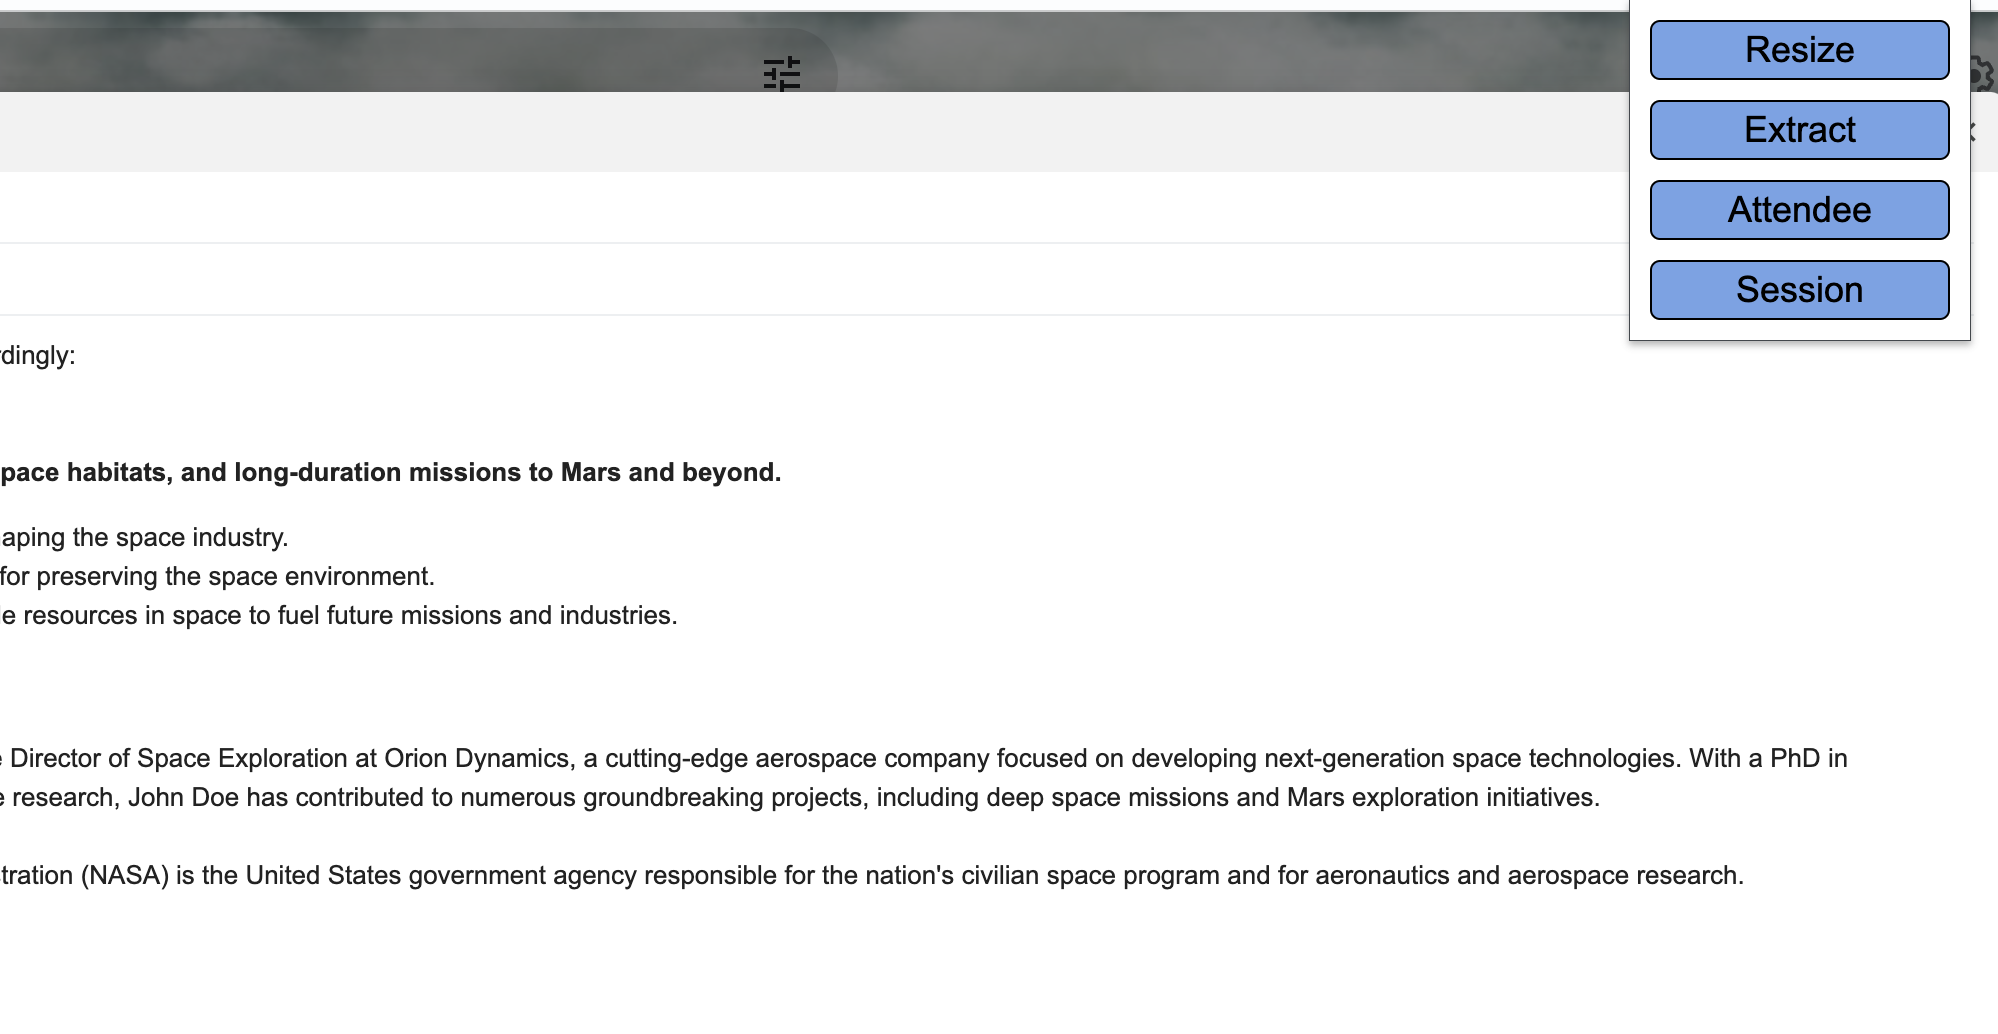 Resize
Extract
Attendee
Session
dingly:
pace habitats, and long-duration missions to Mars and beyond.
aping the space industry.
for preserving the space environment.
e resources in space to fuel future missions and industries.
Director of Space Exploration at Orion Dynamics, a cutting-edge aerospace company focused on developing next-generation space technologies. With a PhD in
research, John Doe has contributed to numerous groundbreaking projects, including deep space missions and Mars exploration initiatives.
tration (NASA) is the United States government agency responsible for the nation's civilian space program and for aeronautics and aerospace research.